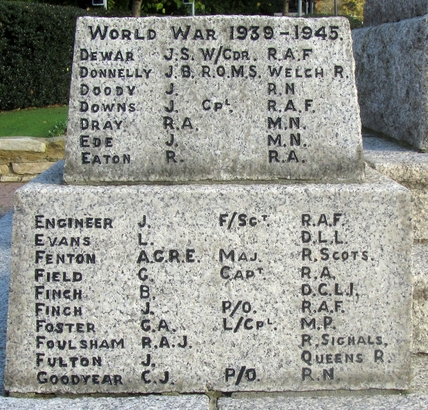 WORLD WAR 1939-1945.
DEWAR J.S. W/CDR. R.A.F
DONNELLY J.B. R.Q.M.S. WELCH R.
DOODY J. R.N
DOWNS J. CPL R.A.F.
DRAY R.A. M.N.
EDE J. M.N.
EATON R. R.A.
ENGINEER J. F/SGT. R.A.F.
EVANS L. D.L.I.
FENTON A.G.R.E. MAJ. R.SCOTS.
FIELD G. CAPT R.A.
FINCH B. D.C.L.I.
FINCH J. P/O. R.A.F.
FOSTER G.A. L/CPL. M.P.
FOULSHAM R.A.J. R.SIGNALS.
FULTON J. QUEENS R.
GOODYEAR C.J. P/O. R.N.